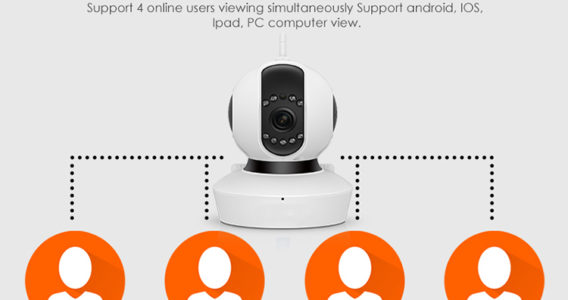 Support 4 online users viewing simultaneously Support android, IOS,
Ipad, PC computer view.